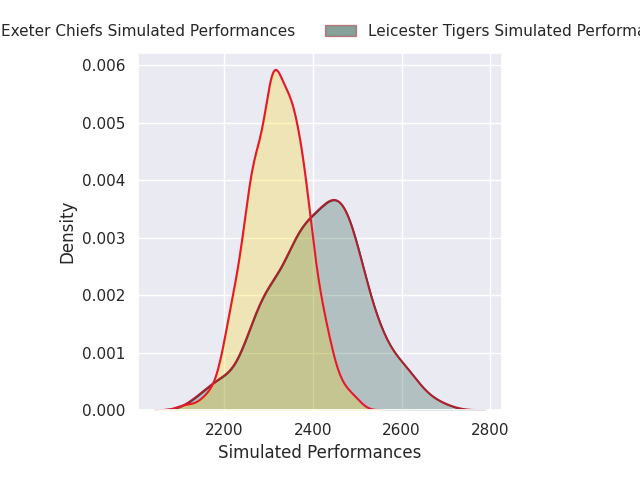 Exeter Chiefs Simulated Performances Leicester Tigers Simulated
0.006
0.005
0.004
0.003
0.002
0.001
0.000
Density
2200 2400 2600 2800
Simulated Performances